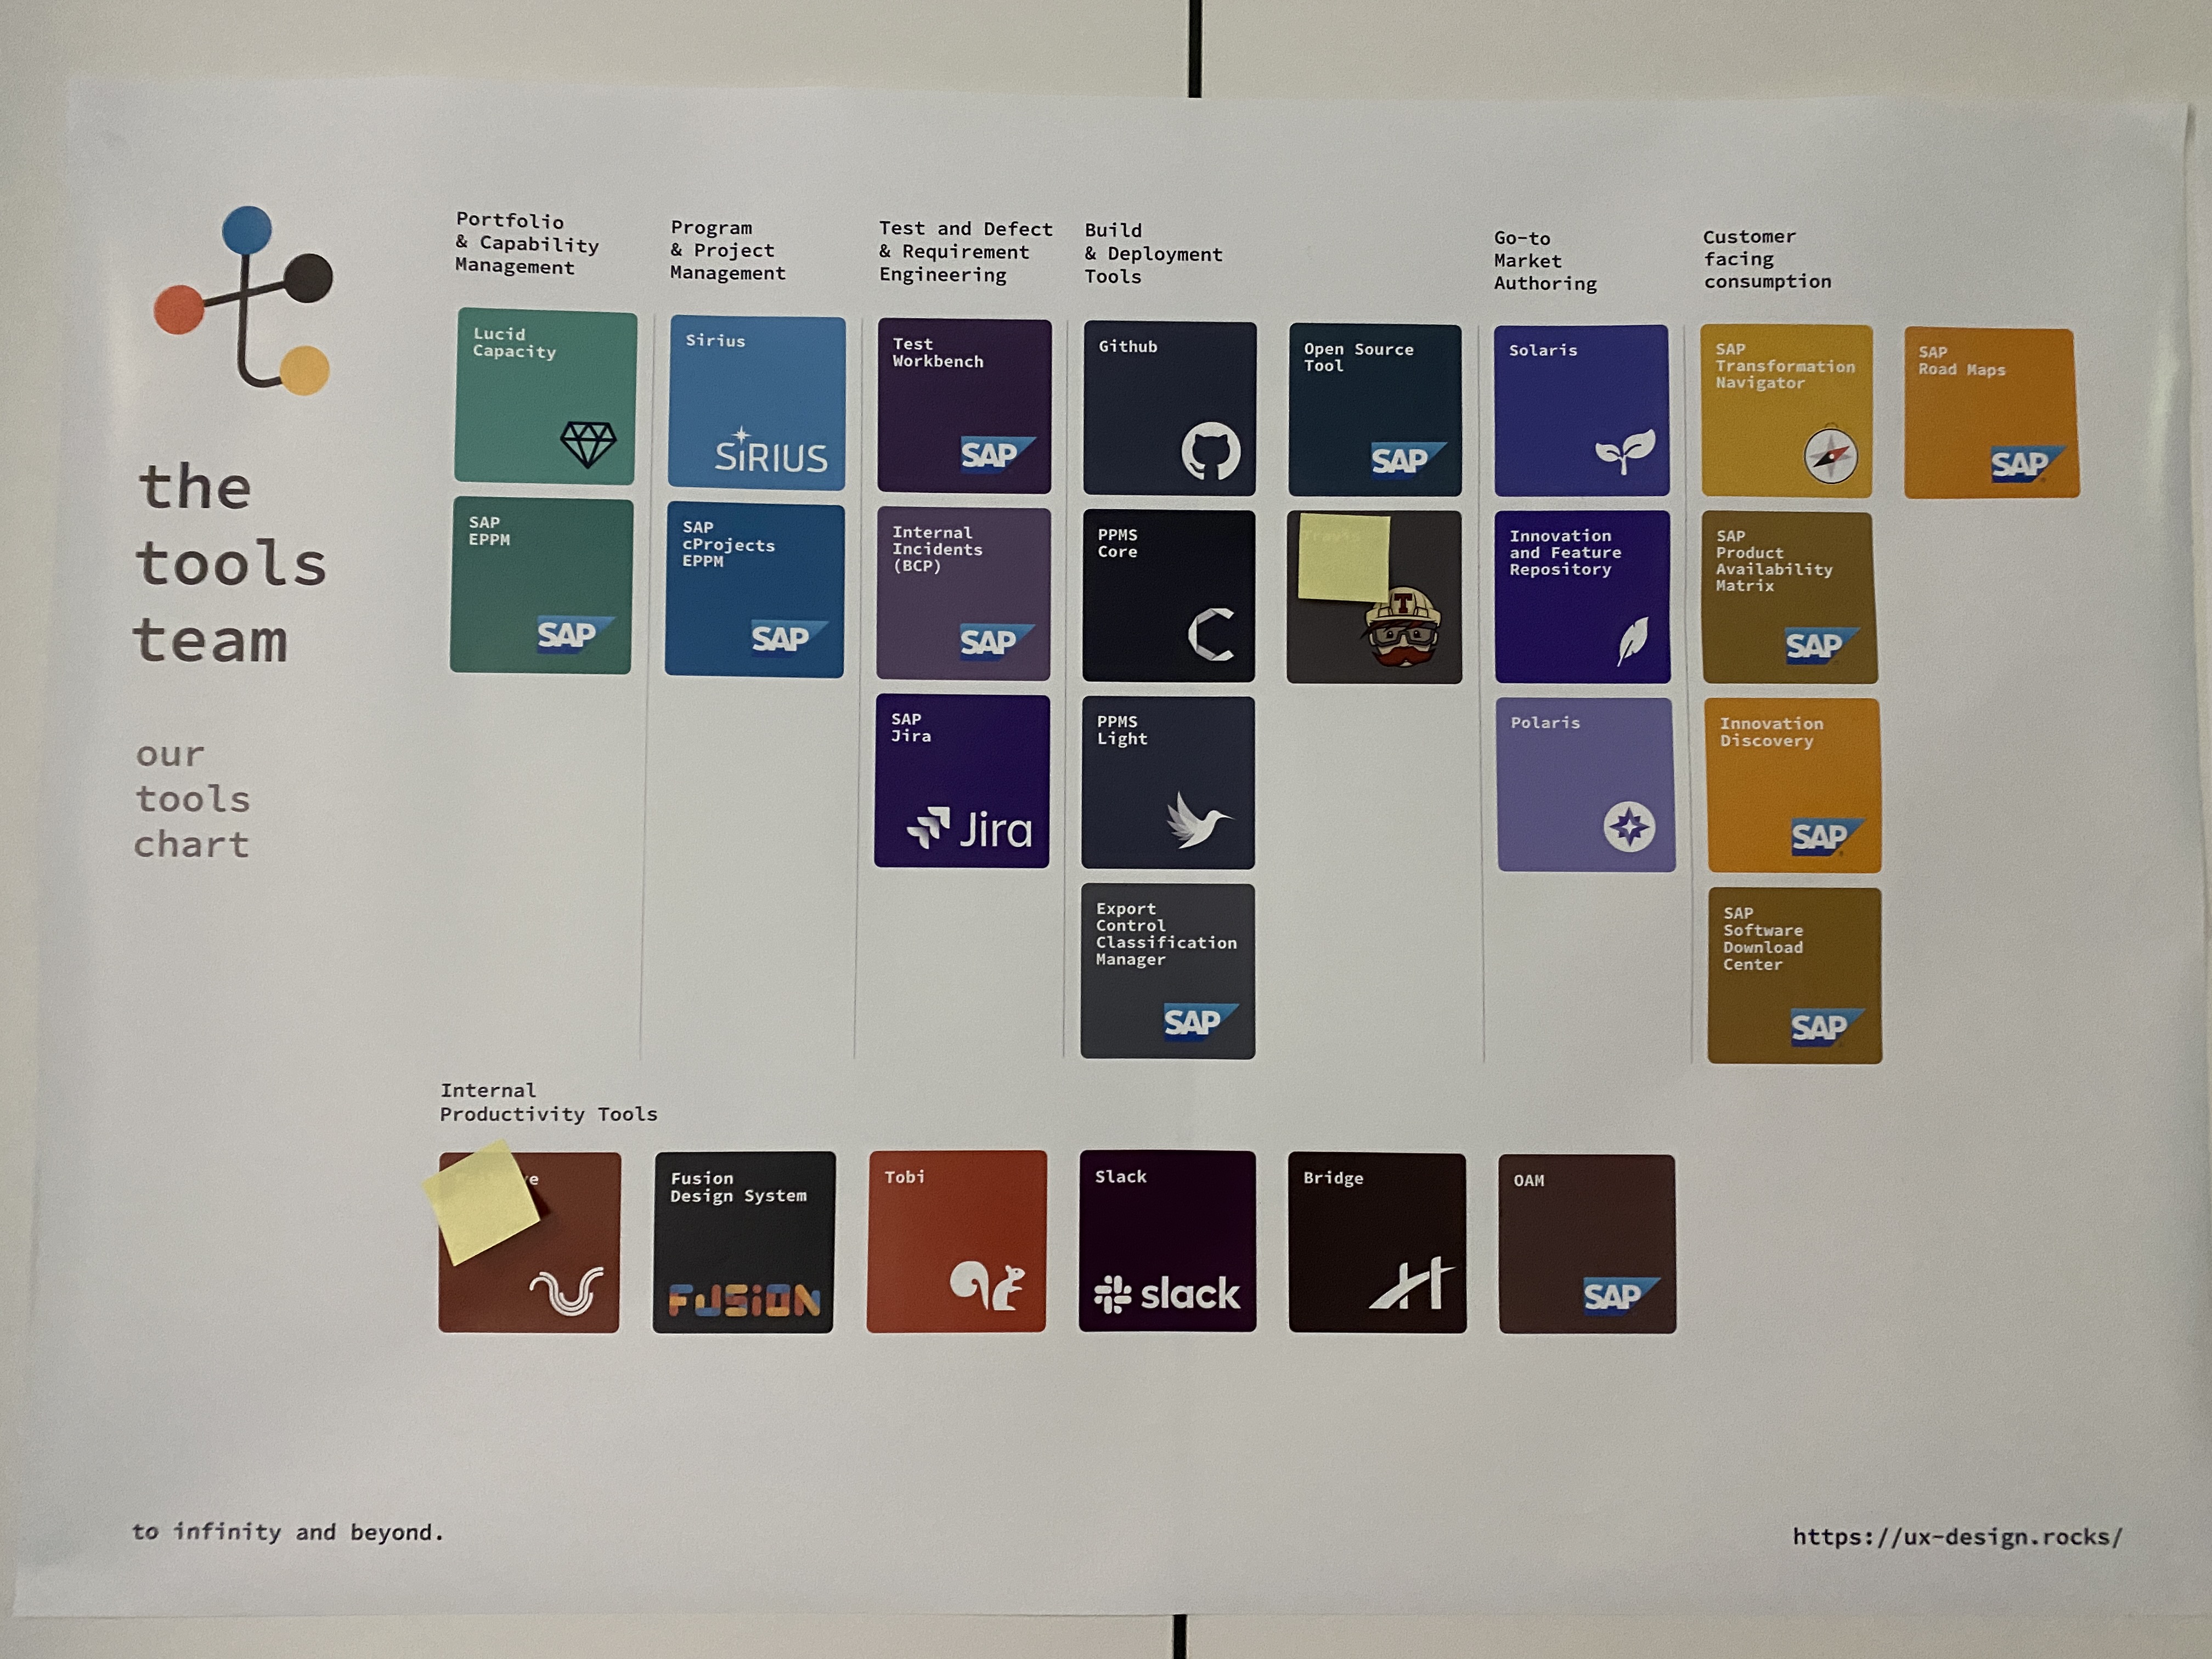 the
tools
team
our
tools
chart
Portfolio
& Capability
Management
Lucid
Capacity
SAP
EPPM
SAP
Program
& Project
Management
Sirius
SiRIUS
SAP
cProjects
EPPM
SAP
Test and Defect
& Requirement
Engineering
Test
Workbench
SAP
Internal
Incidents
(BCP)
SAP
SAP
Jira
Jira
Build
& Deployment
Tools
Github
PPMS
Core
PPMS
Light
Export
Control
Classification
Manager
SAP
Open Source
Tool
SAP
Travis
T
Go-to
Market
Authoring
Solaris
Innovation
and Feature
Repository
Polaris
Customer
facing
consumption
SAP
Transformation
Navigator
SAP
Product
Availability
Matrix
SAP
Innovation
Discovery
SAP
SAP
Software
Download
Center
SAP
SAP
Road Maps
SAP
Internal
Productivity Tools
Fusion
Design System
FUSION
Tobi
Slack
slack
Bridge
OAM
SAP
to infinity and beyond.
https://ux-design.rocks/